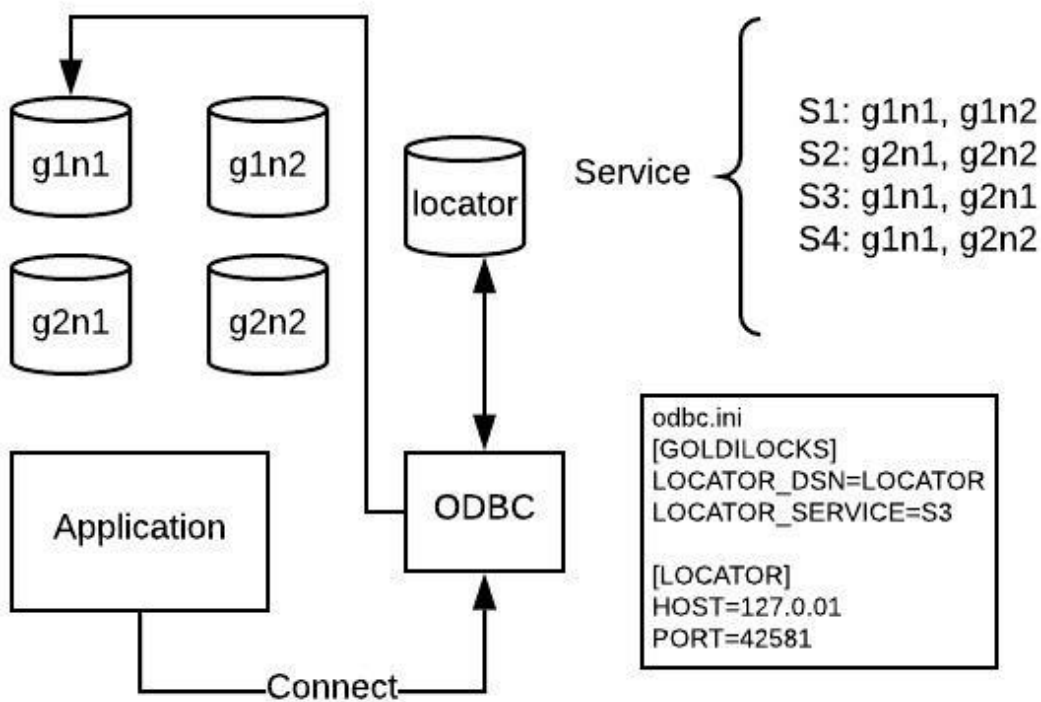 g1n1
g1n2
locator
g2n1
g2n2
Service
S1: g1n1, g1n2
S2: g2n1, g2n2
S3: g1n1, g2n1
S4: g1n1, g2n2
Application
ODBC
Connect
odbc.ini
[GOLDILOCKS]
LOCATOR_DSN=LOCATOR
LOCATOR_SERVICE=S3
[LOCATOR]
HOST=127.0.01
PORT=42581